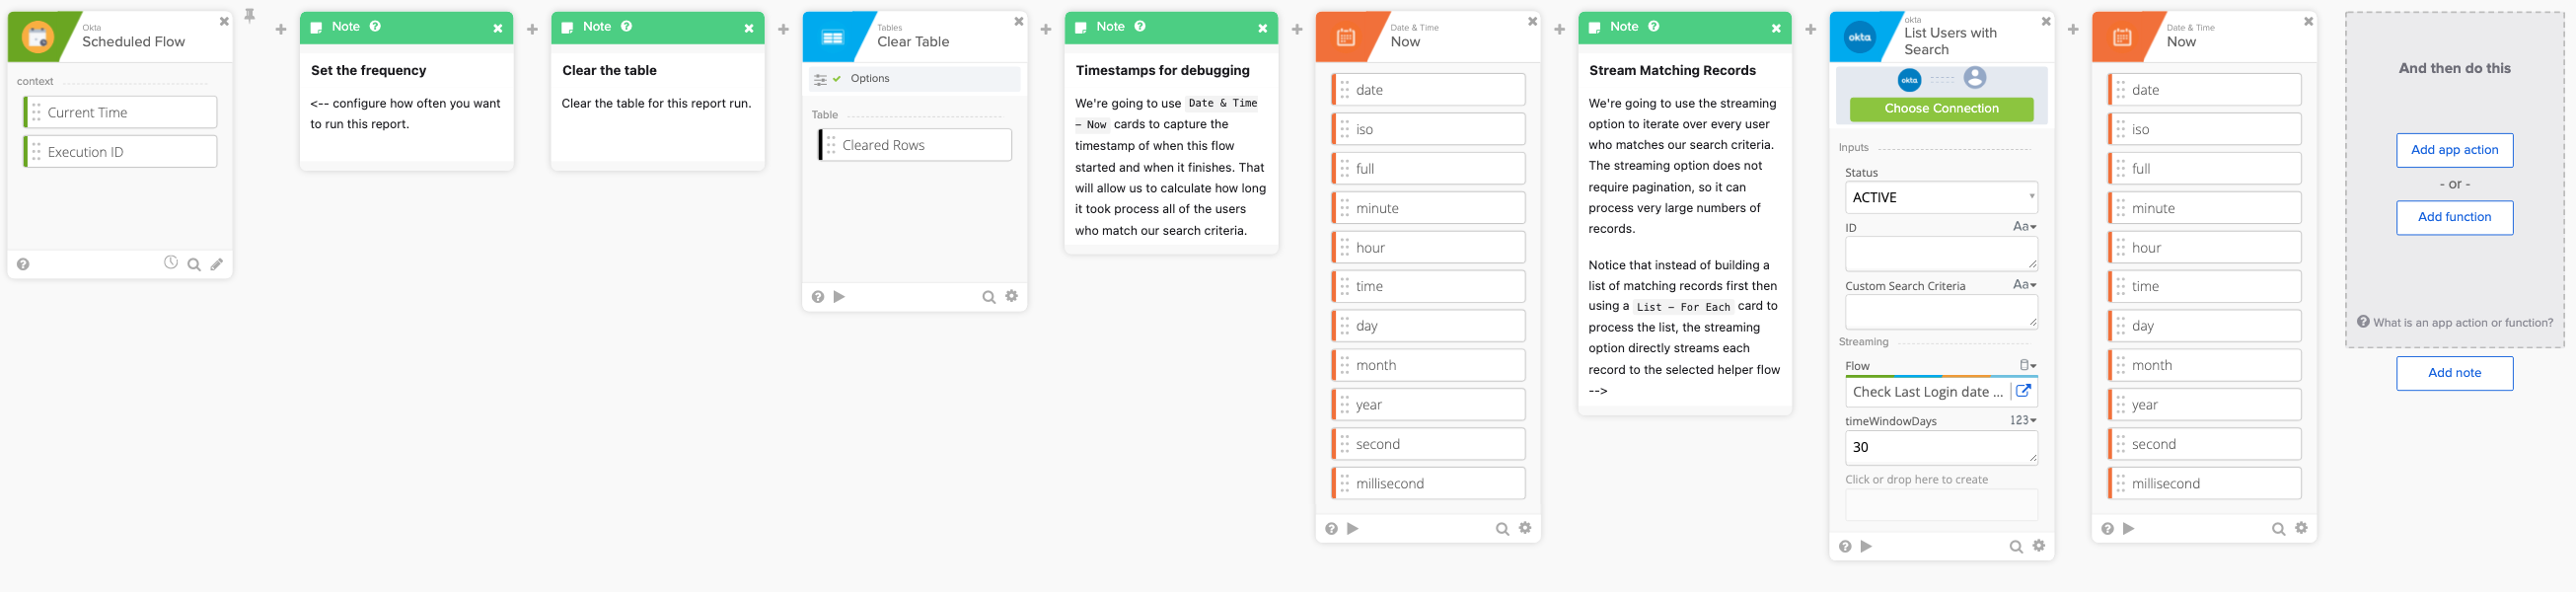 Okta
Scheduled Flow
context
Current Time
Execution ID
Note
Set the frequency
<-- configure how often you want
to run this report.
Note
Clear the table
Clear the table for this report run.
Tables
Clear Table
Options
Table
Cleared Rows
Note
Timestamps for debugging
We're going to use Date & Time
– Now cards to capture the
timestamp of when this flow
started and when it finishes. That
will allow us to calculate how long
it took process all of the users
who match our search criteria.
Date & Time
Now
date
iso
full
minute
hour
time
day
month
year
second
millisecond
Note
Stream Matching Records
We're going to use the streaming
option to iterate over every user
who matches our search criteria.
The streaming option does not
require pagination, so it can
process very large numbers of
records.
Notice that instead of building a
list of matching records first then
using a List – For Each card to
process the list, the streaming
option directly streams each
record to the selected helper flow
-->
okta
okta
List Users with
Search
okta
Choose Connection
Inputs
Status
ACTIVE
ID Aa
Custom Search Criteria Aa
Streaming
Flow
Check Last Login date ...
timeWindowDays 123
30
Click or drop here to create
Date & Time
Now
date
iso
full
minute
hour
time
day
month
year
second
millisecond
And then do this
Add app action
- or -
Add function
What is an app action or function?
Add note